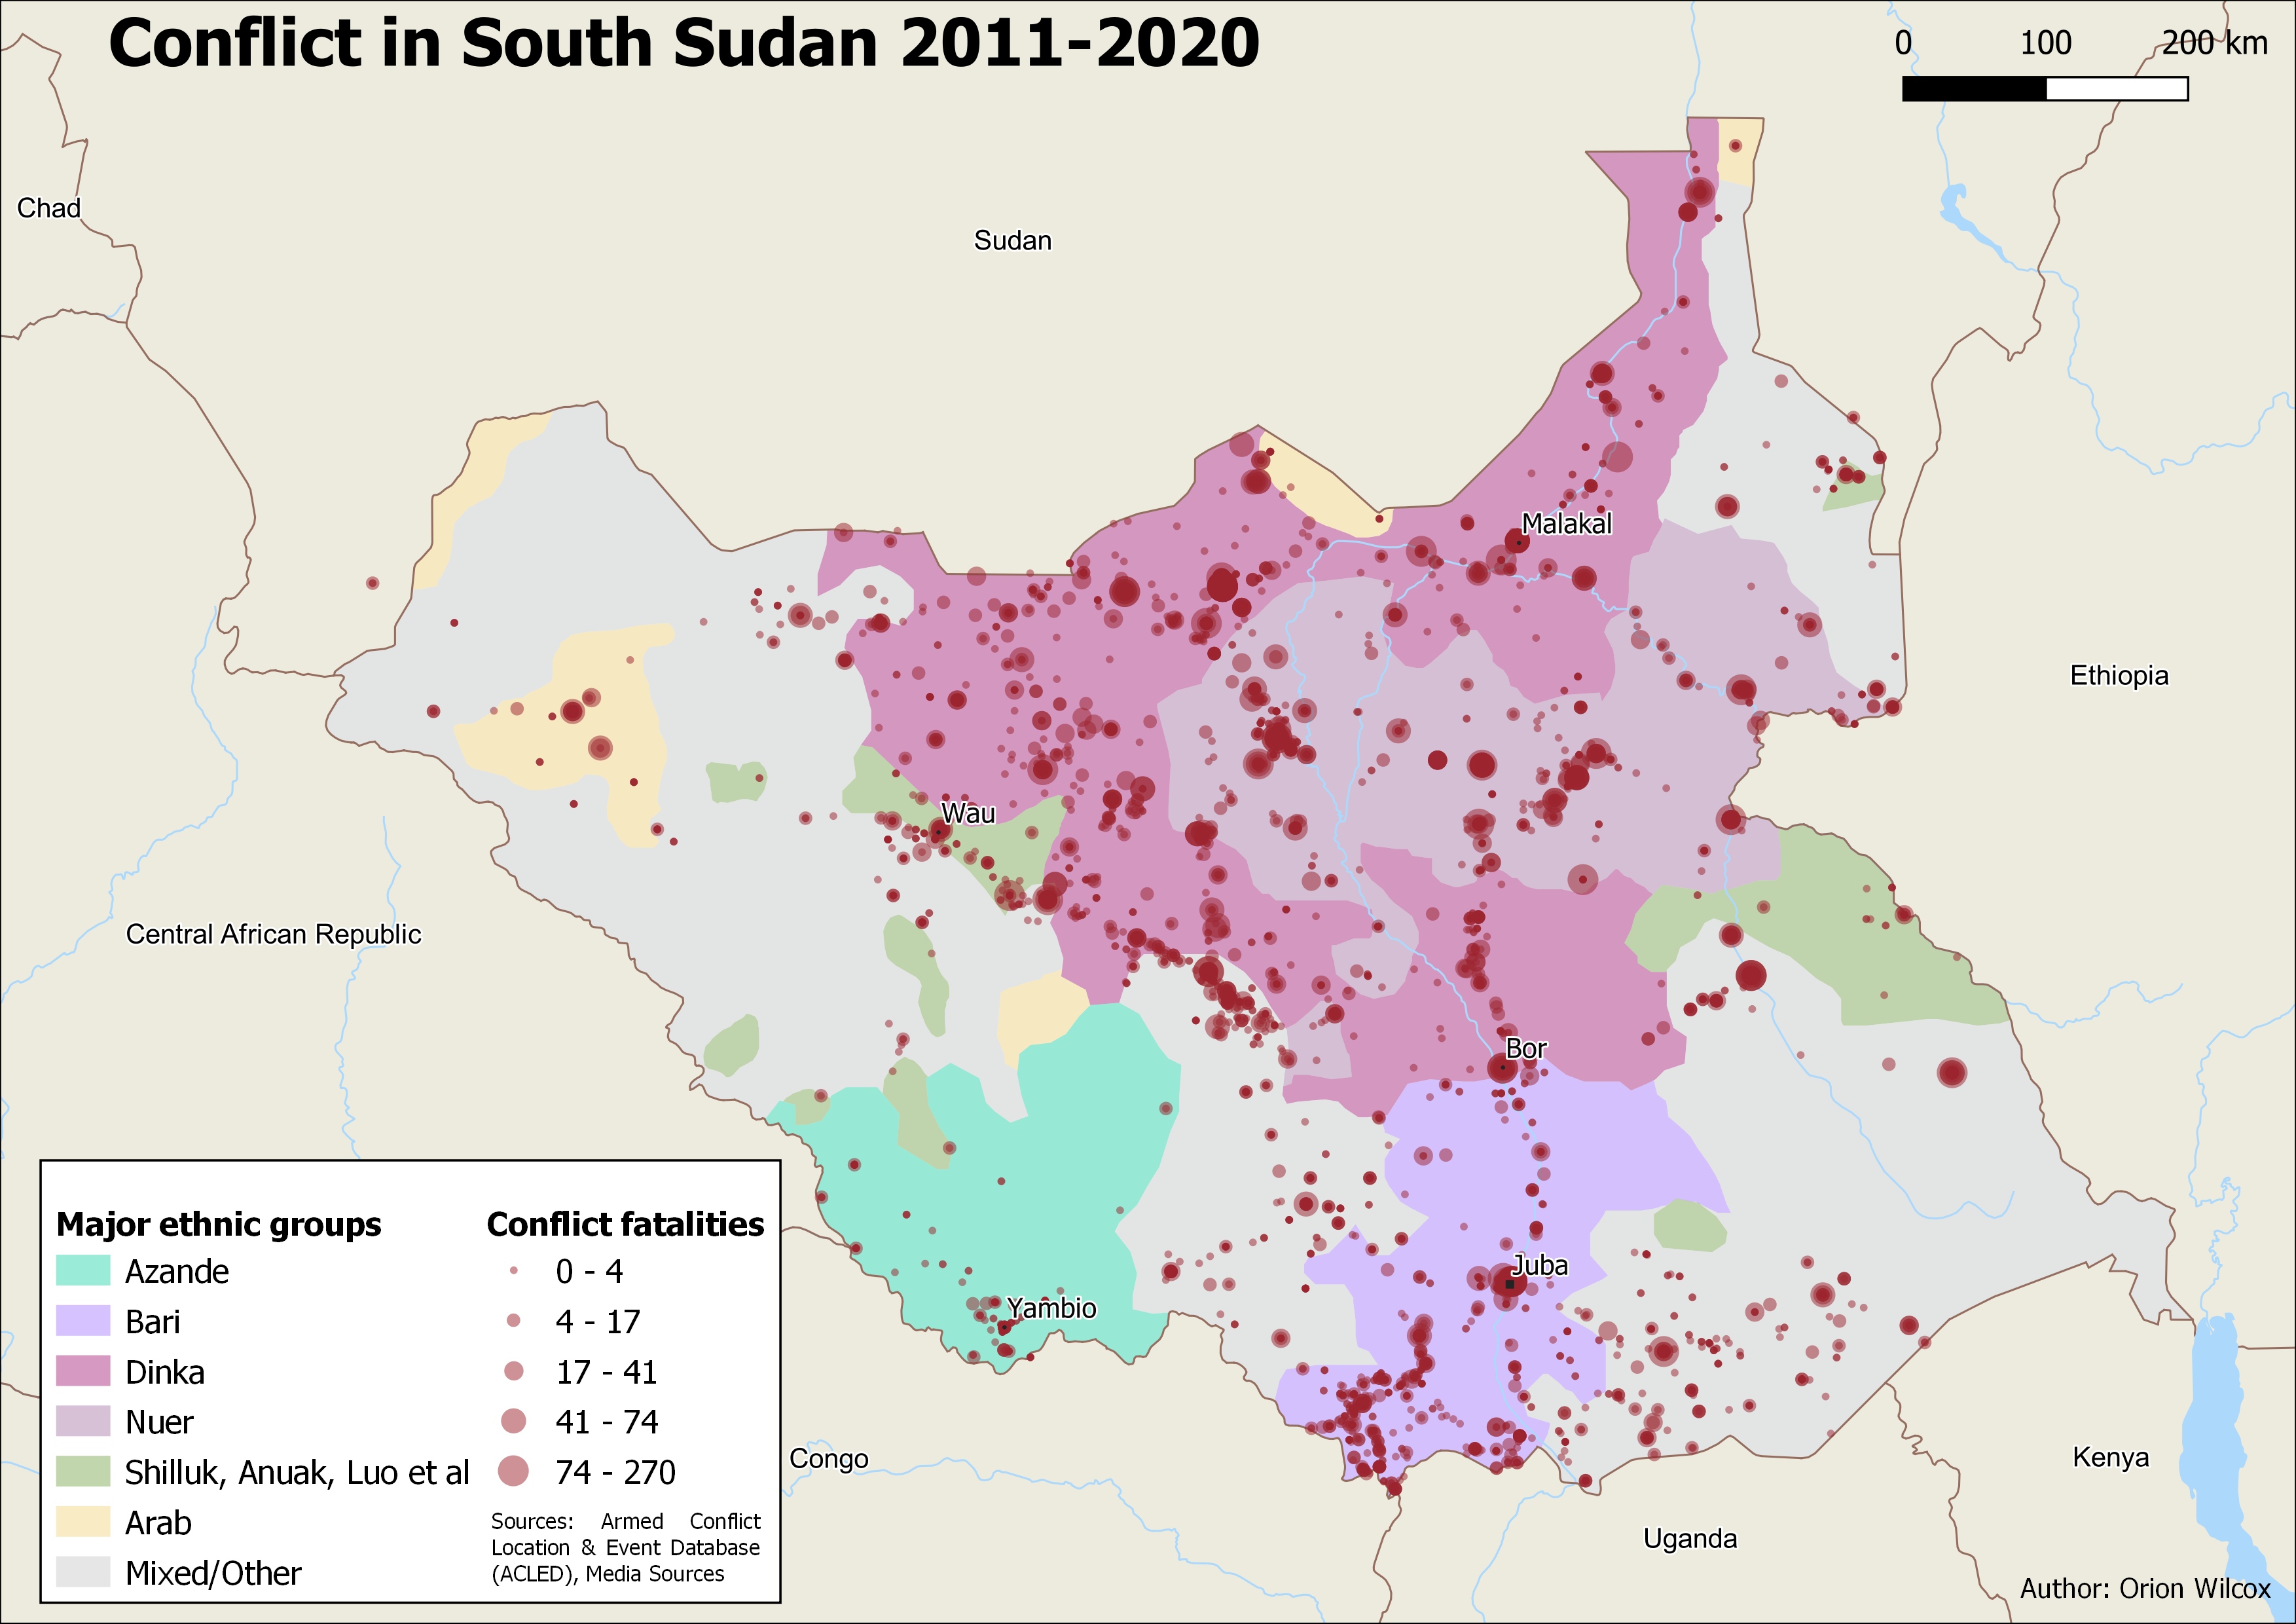 Conflict in South Sudan 2011-2020
0 100 200 km
Chad
Sudan
Malakal
Ethiopia
Wau
Central African Republic
Bor
Juba
Yambio
Congo
Kenya
Uganda
Major ethnic groups
Azande
Bari
Dinka
Nuer
Shilluk, Anuak, Luo et al
Arab
Mixed/Other
Conflict fatalities
0 - 4
4 - 17
17 - 41
41 - 74
74 - 270
Sources: Armed Conflict
Location & Event Database
(ACLED), Media Sources
Author: Orion Wilcox